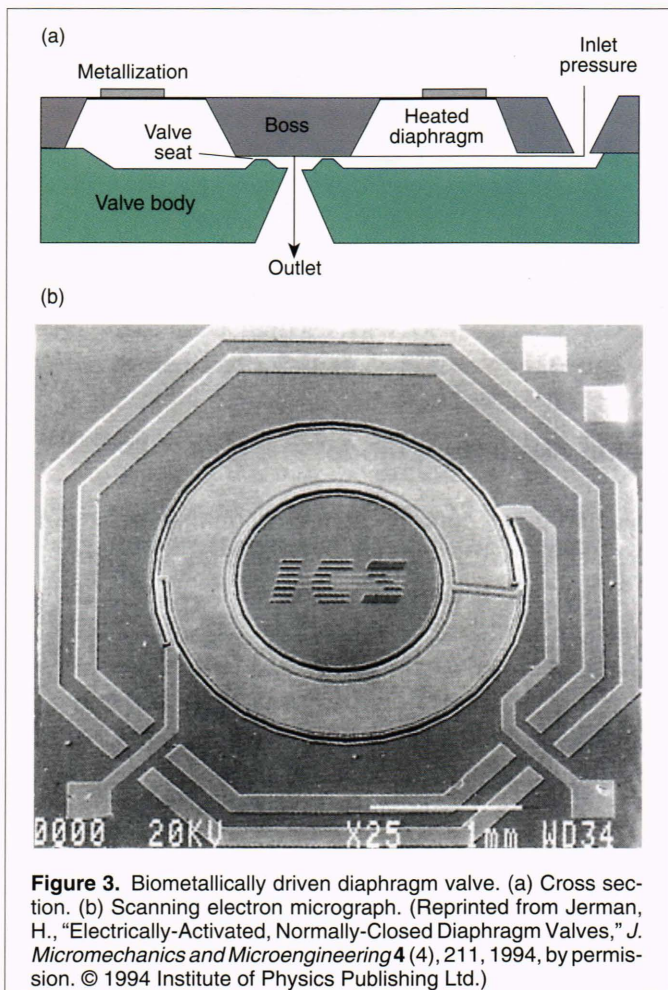 (a)
Metallization
Inlet
pressure
Valve
seat
Boss
Heated
diaphragm
Valve body
Outlet
(b)
ICS
0000 20KV X25 1mm WD34
Figure 3. Biometallically driven diaphragm valve. (a) Cross sec-
tion. (b) Scanning electron micrograph. (Reprinted from Jerman,
H., “Electrically-Activated, Normally-Closed Diaphragm Valves,” J.
Micromechanics and Microengineering 4 (4), 211, 1994, by permis-
sion. © 1994 Institute of Physics Publishing Ltd.)